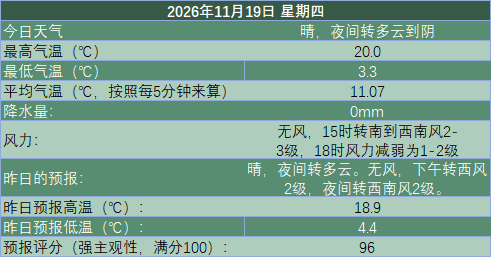 2026年11月19日 星期四
今日天气 晴，夜间转多云到阴
最高气温（℃） 20.0
最低气温（℃） 3.3
平均气温（℃，按照每5分钟来算） 11.07
降水量： 0mm
风力： 无风，15时转南到西南风2-
3级，18时风力减弱为1-2级
昨日的预报： 晴，夜间转多云。无风，下午转西风
2级，夜间转西南风2级。
昨日预报高温（℃）： 18.9
昨日预报低温（℃）： 4.4
预报评分（强主观性，满分100）： 96